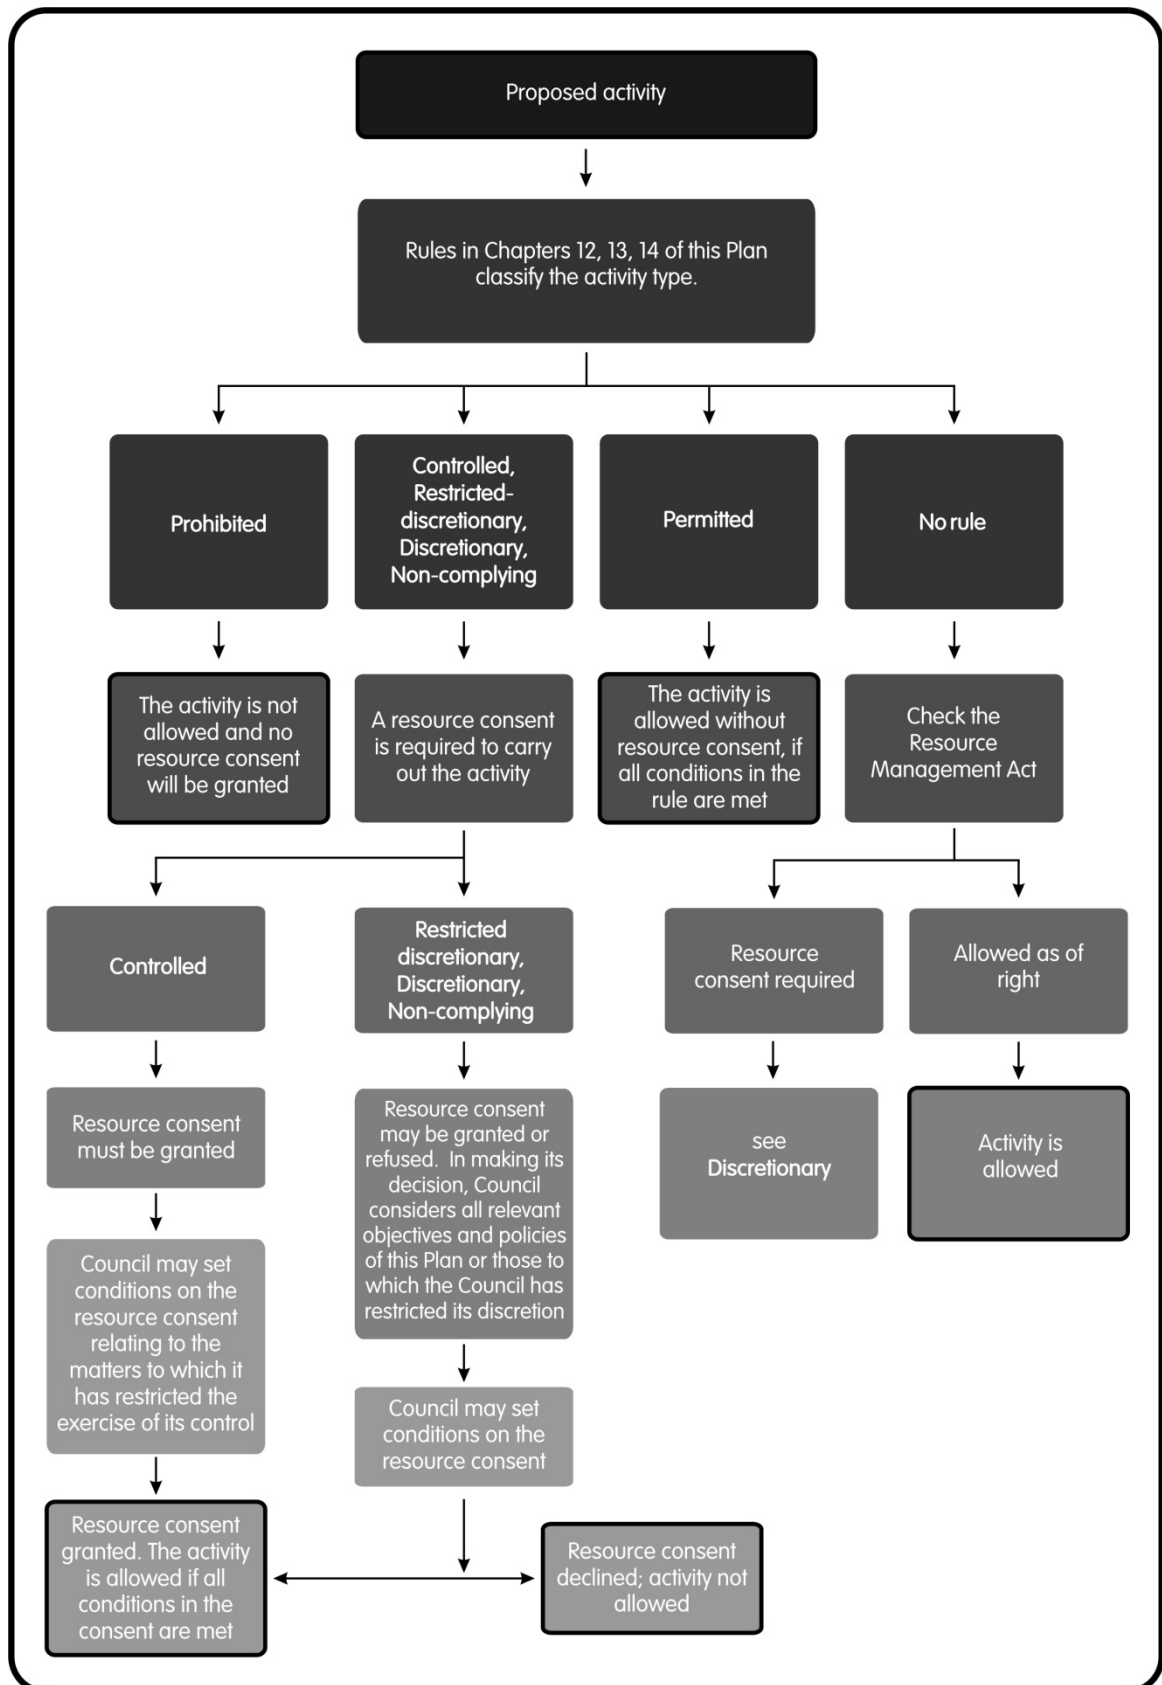 Proposed activity
Rules in Chapters 12, 13, 14 of this Plan
classify the activity type.
Prohibited
Controlled,
Restricted-
discretionary,
Discretionary,
Non-complying
Permitted
No rule
The activity is not
allowed and no
resource consent
will be granted
A resource consent
is required to carry
out the activity
The activity is
allowed without
resource consent, if
all conditions in the
rule are met
Check the
Resource
Management Act
Controlled
Restricted
discretionary,
Discretionary,
Non-complying
Resource
consent required
Allowed as of
right
Resource consent
must be granted
Resource consent
may be granted or
refused. In making its
decision, Council
considers all relevant
objectives and policies
of this Plan or those to
which the Council has
restricted its discretion
see
Discretionary
Activity is
allowed
Council may set
conditions on the
resource consent
relating to the
matters to which it
has restricted the
exercise of its control
Council may set
conditions on the
resource consent
Resource consent
granted. The activity
is allowed if all
conditions in the
consent are met
Resource consent
declined; activity not
allowed